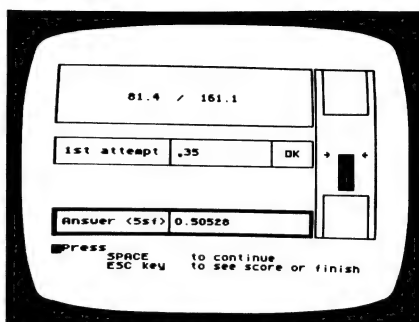 81.4 / 161.1
1st attempt .35 OK
Answer (5sf) 0.50528
Press
SPACE to continue
ESC key to see score or finish